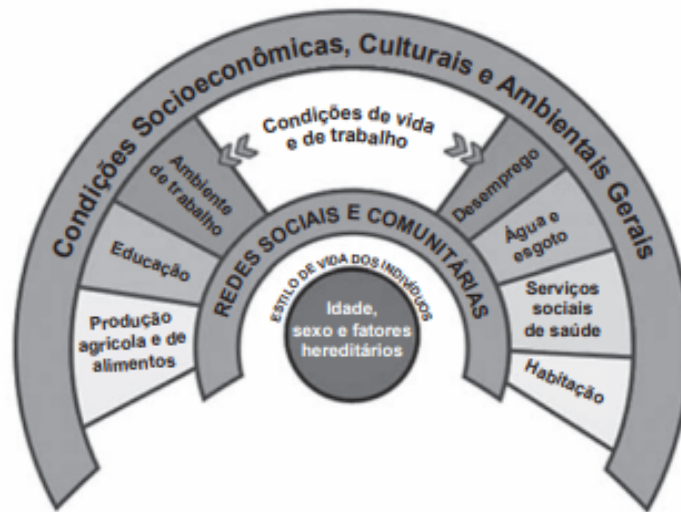 Condições Socioeconômicas, Culturais e Ambientais Gerais
Condições de vida
e de trabalho
Ambiente
de trabalho
Educação
Produção
agrícola e de
alimentos
Desemprego
Água e
esgoto
Serviços
sociais
de saúde
Habitação
REDES SOCIAIS E COMUNITÁRIAS
ESTILO DE VIDA DOS INDIVÍDUOS
Idade,
sexo e fatores
hereditários